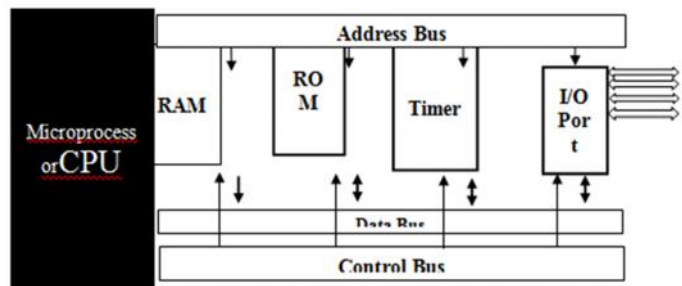 Address Bus
RO
M
RAM
Timer
I/O
Por
t
Microprocess
orCPU
Data Bus
Control Bus